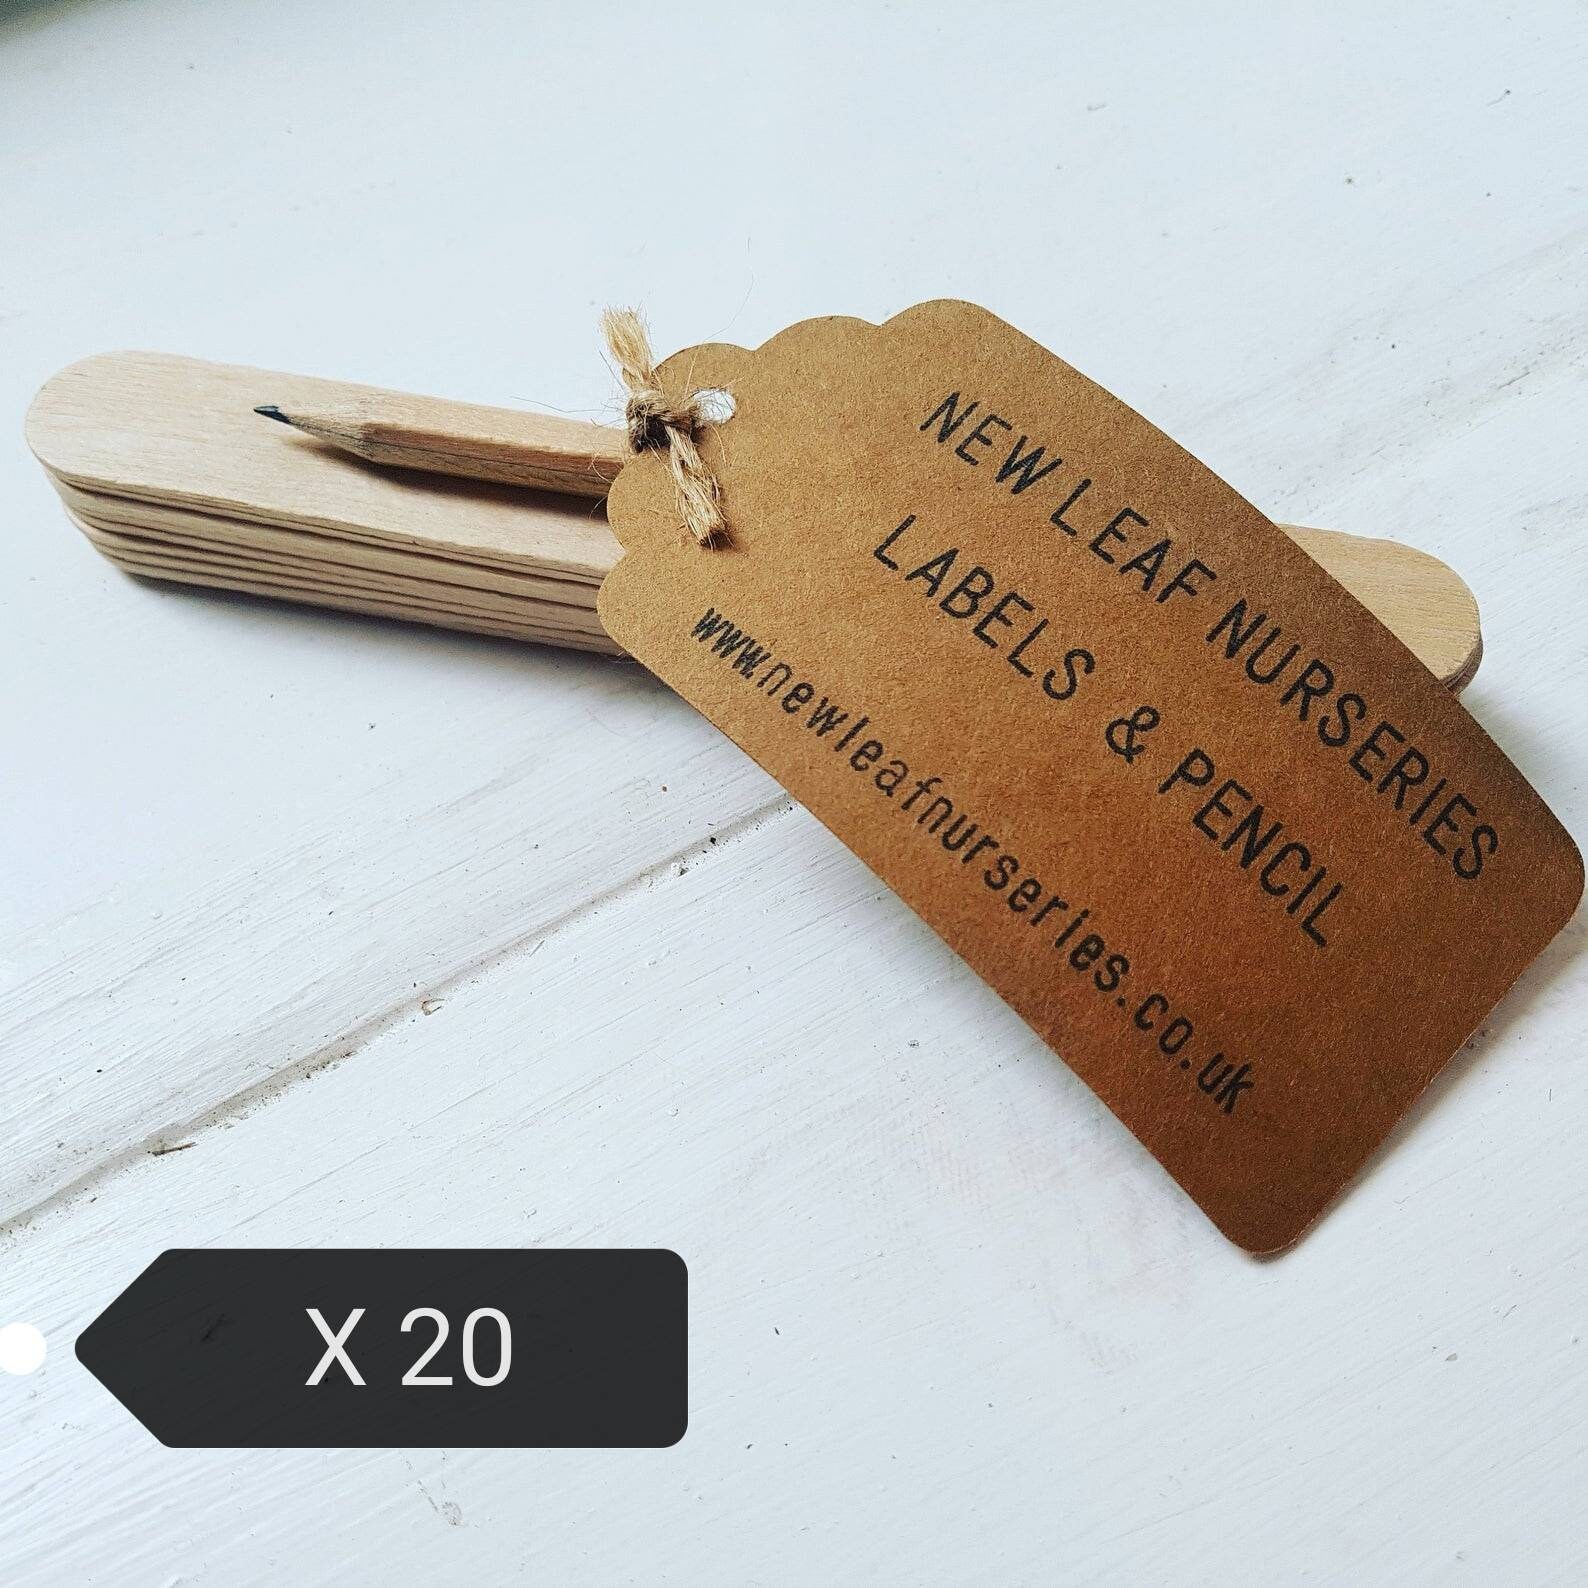 NEW LEAF NURSERIES
LABELS & PENCIL
www.newleafnurseries.co.uk
X 20